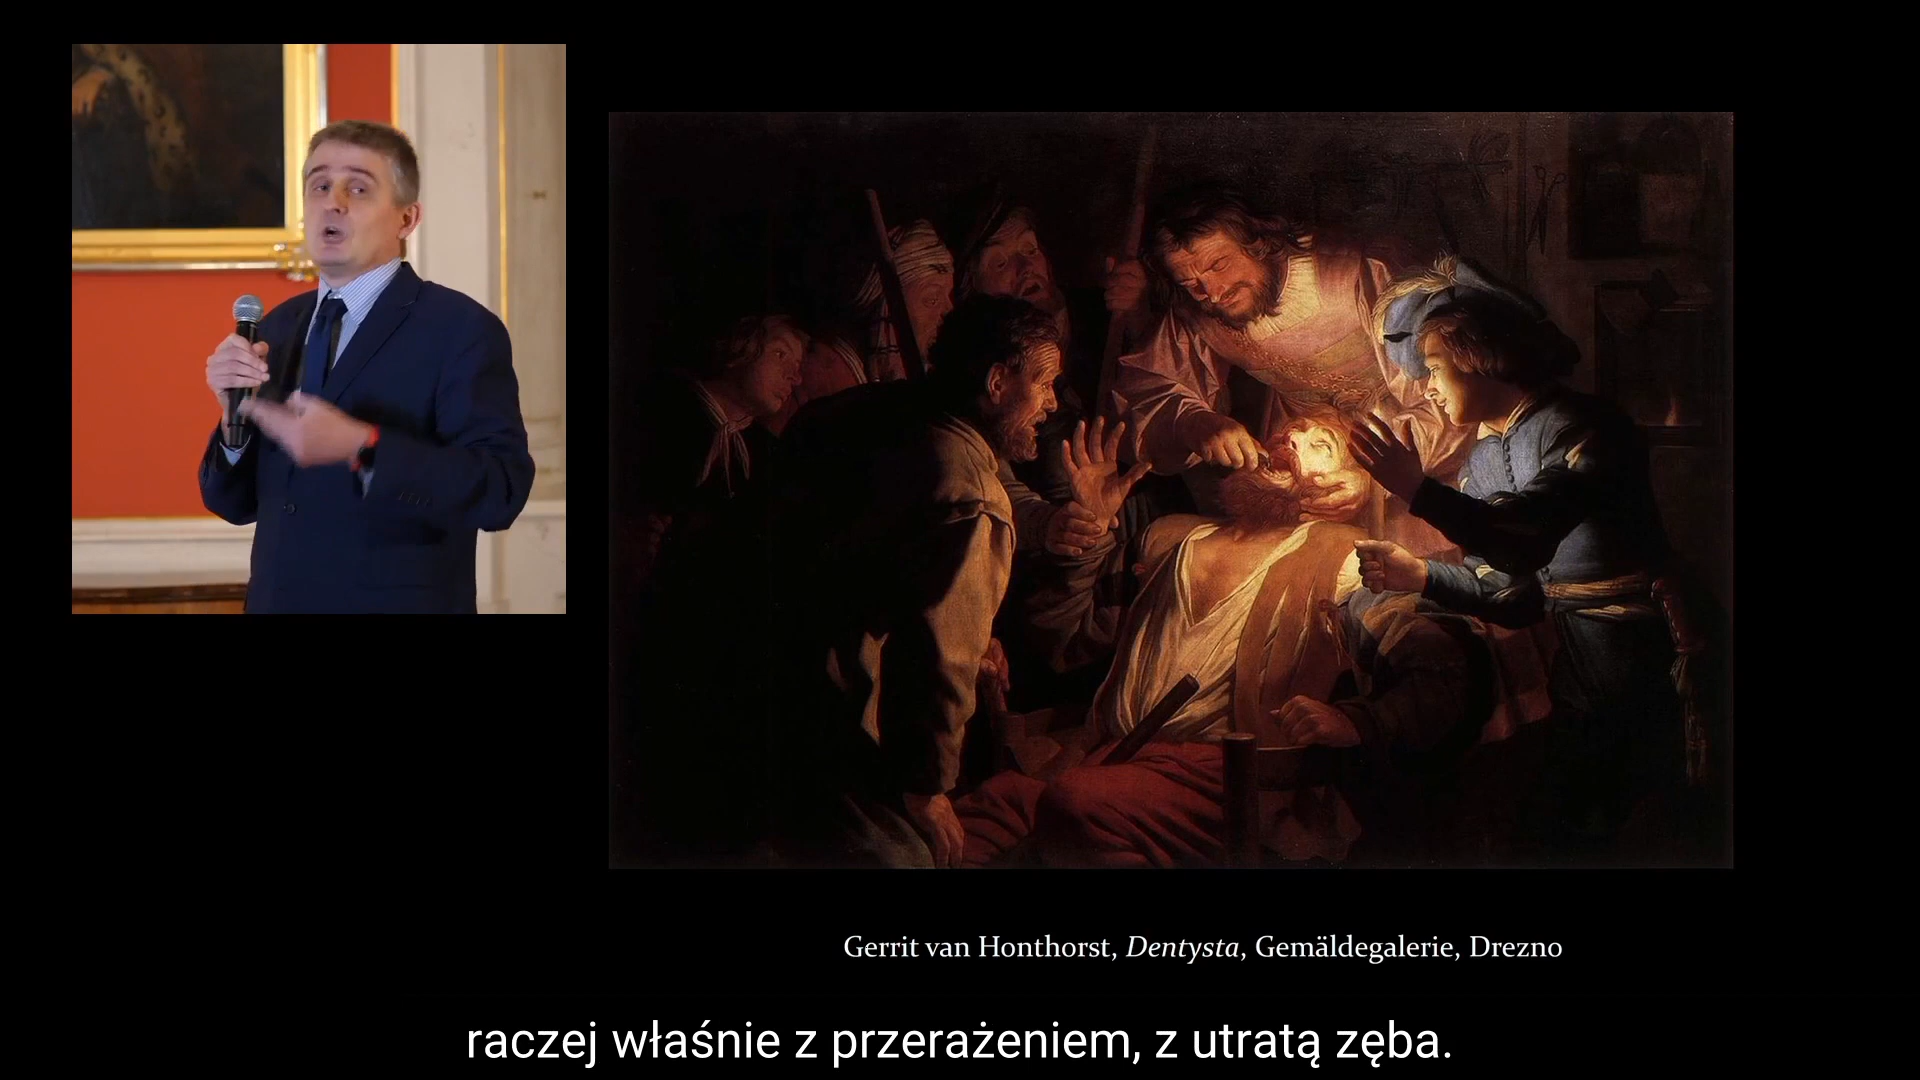 Gerrit van Honthorst, Dentysta, Gemäldegalerie, Drezno
raczej właśnie z przerażeniem, z utratą zęba.